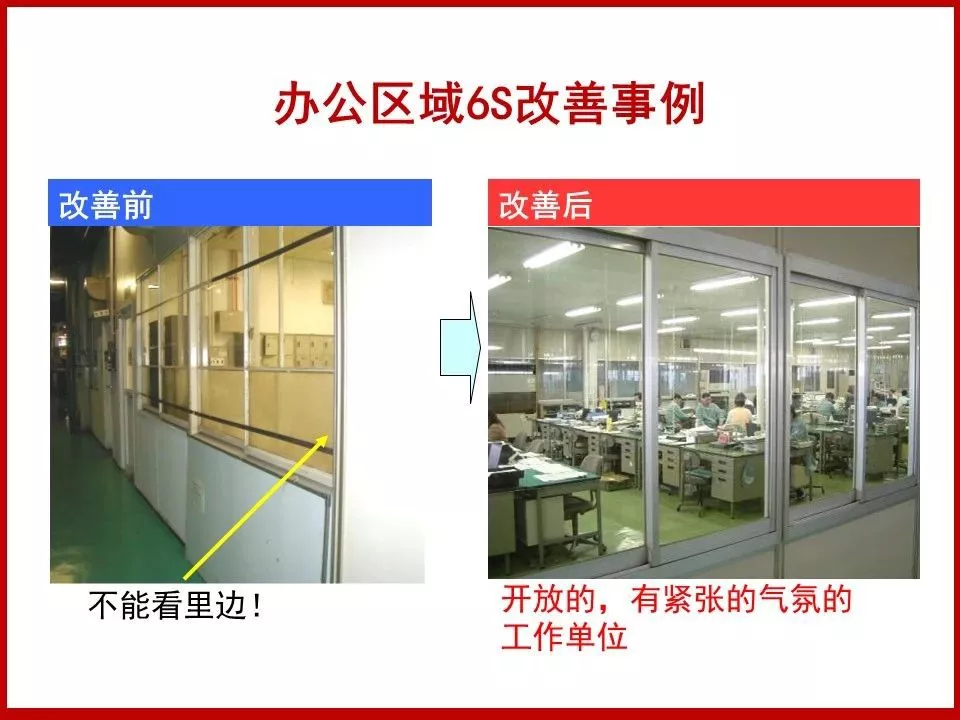 办公区域6S改善事例
改善前
改善后
不能看里边!
开放的，有紧张的气氛的
工作单位